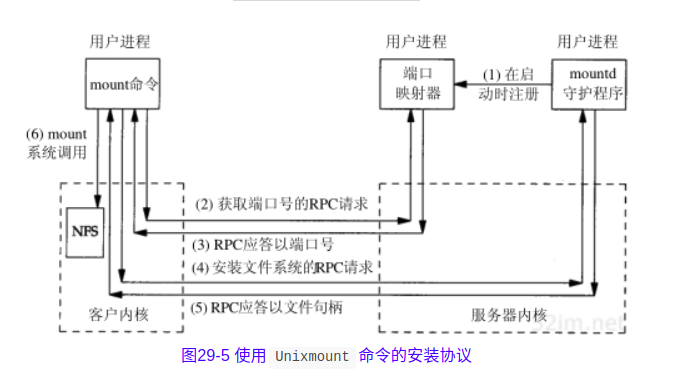 用户进程
用户进程
用户进程
mount命令
端口
映射器
(1) 在启
动时注册
mountd
守护程序
(6) mount
系统调用
NFS
(2) 获取端口号的RPC请求
(3) RPC应答以端口号
(4) 安装文件系统的RPC请求
(5) RPC应答以文件句柄
客户内核
服务器内核
52im.net
图29-5 使用 Unixmount 命令的安装协议